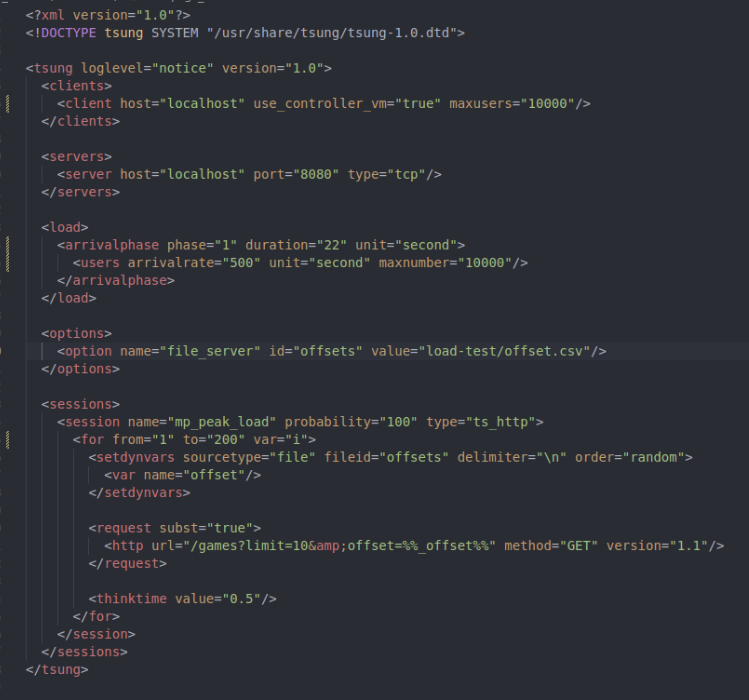 <?xml version="1.0"?>
<!DOCTYPE tsung SYSTEM "/usr/share/tsung/tsung-1.0.dtd">
<tsung loglevel="notice" version="1.0">
<clients>
<client host="localhost" use_controller_vm="true" maxusers="10000"/>
</clients>
<servers>
<server host="localhost" port="8080" type="tcp"/>
</servers>
<load>
<arrivalphase phase="1" duration="22" unit="second">
<users arrivalrate="500" unit="second" maxnumber="10000"/>
</arrivalphase>
</load>
<options>
<option name="file_server" id="offsets" value="load-test/offset.csv"/>
</options>
<sessions>
<session name="mp_peak_load" probability="100" type="ts_http">
<for from="1" to="200" var="i">
<setdynvars sourcetype="file" fileid="offsets" delimiter="\n" order="random">
<var name="offset"/>
</setdynvars>
<request subst="true">
<http url="/games?limit=10&amp;offset=%%_offset%%" method="GET" version="1.1"/>
</request>
<thinktime value="0.5"/>
</for>
</session>
</sessions>
</tsung>